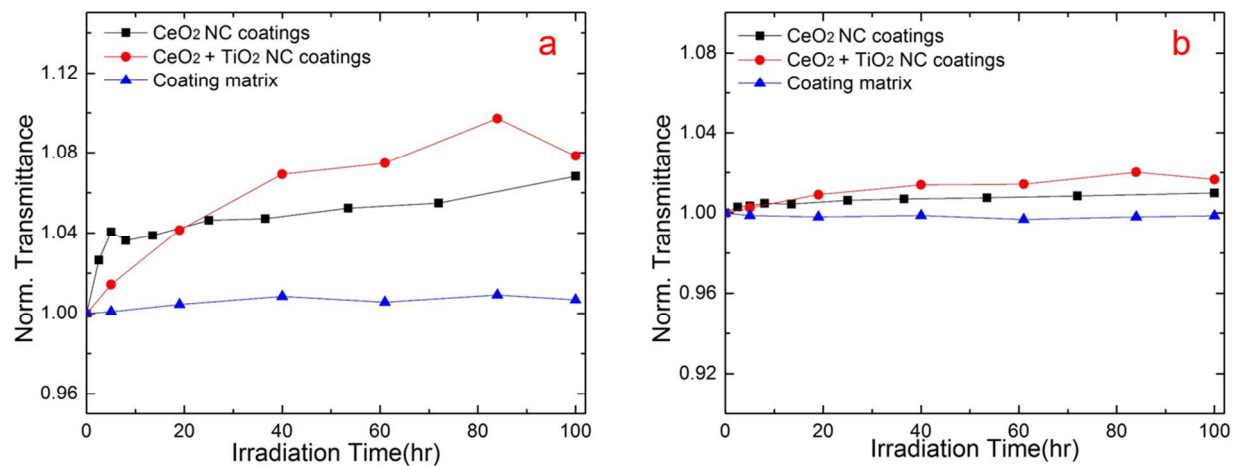 CeO2 NC coatings
CeO2 + TiO2 NC coatings
Coating matrix
a
1.12
1.08
1.04
1.00
0.96
Norm. Transmittance
0 20 40 60 80 100
Irradiation Time(hr)
CeO2 NC coatings
CeO2 + TiO2 NC coatings
Coating matrix
b
1.08
1.04
1.00
0.96
0.92
Norm. Transmittance
0 20 40 60 80 100
Irradiation Time(hr)